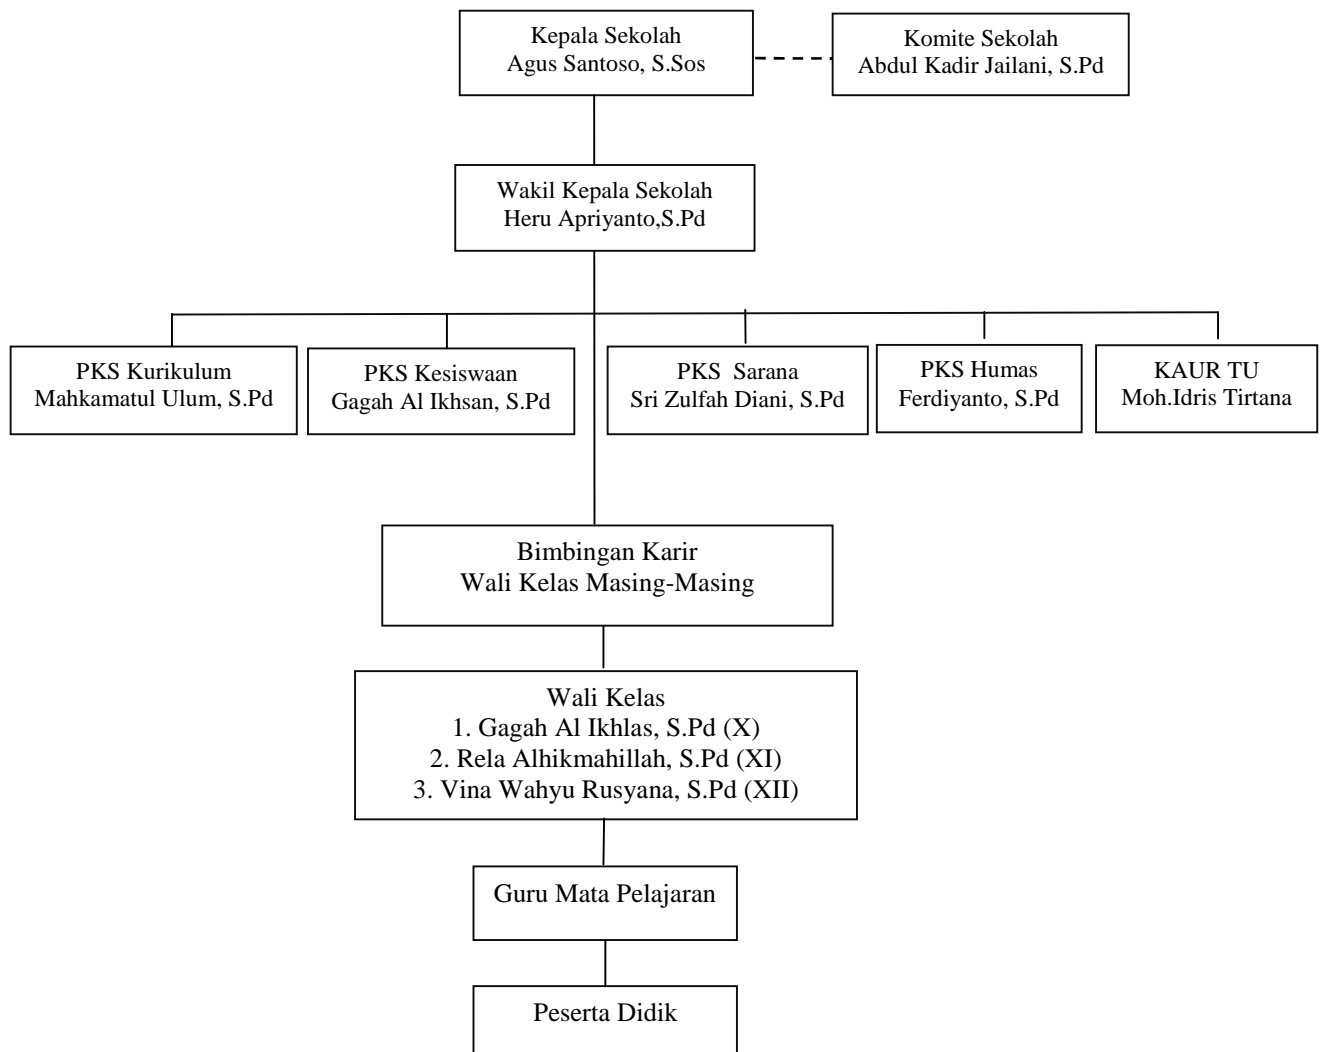 Kepala Sekolah
Agus Santoso, S.Sos
Komite Sekolah
Abdul Kadir Jailani, S.Pd
Wakil Kepala Sekolah
Heru Apriyanto,S.Pd
PKS Kurikulum
Mahkamatul Ulum, S.Pd
PKS Kesiswaan
Gagah Al Ikhsan, S.Pd
PKS  Sarana
Sri Zulfah Diani, S.Pd
PKS Humas
Ferdiyanto, S.Pd
KAUR TU
Moh.Idris Tirtana
Bimbingan Karir
Wali Kelas Masing-Masing
Wali Kelas
1. Gagah Al Ikhlas, S.Pd (X)
2. Rela Alhikmahillah, S.Pd (XI)
3. Vina Wahyu Rusyana, S.Pd (XII)
Guru Mata Pelajaran
Peserta Didik